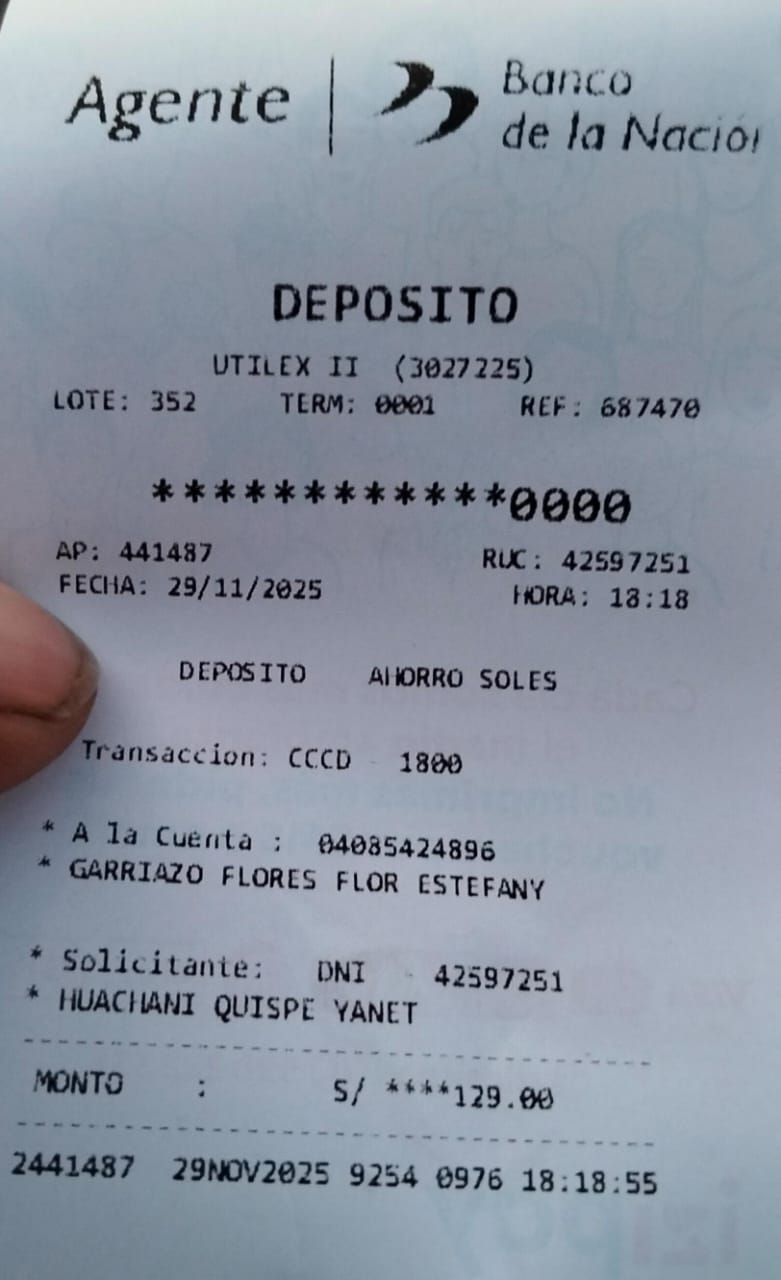 Agente | Banco
de la Nació
DEPOSITO
UTILEX II (3027225)
LOTE: 352 TERM: 0001 REF: 687470
************0000
AP: 441487 RUC: 42597251
FECHA: 29/11/2025 HORA: 18:18
DEPOSITO AHORRO SOLES
Transaccion: CCCD 1800
* A la Cuenta : 04085424896
* GARRIAZO FLORES FLOR ESTEFANY
* Solicitante: DNI - 42597251
* HUACHANI QUISPE YANET
MONTO : S/ ****129.00
2441487 29NOV2025 9254 0976 18:18:55